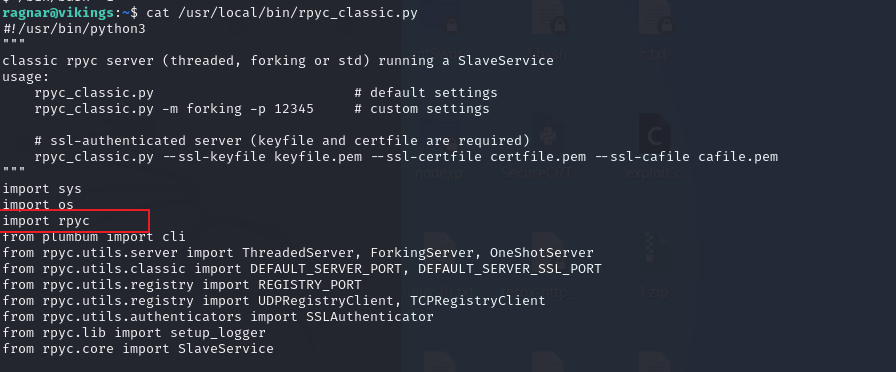 ragnar@vikings:~$ cat /usr/local/bin/rpyc_classic.py
#!/usr/bin/python3
"""
classic rpyc server (threaded, forking or std) running a SlaveService
usage:
    rpyc_classic.py                         # default settings
    rpyc_classic.py -m forking -p 12345     # custom settings
    # ssl-authenticated server (keyfile and certfile are required)
    rpyc_classic.py --ssl-keyfile keyfile.pem --ssl-certfile certfile.pem --ssl-cafile cafile.pem
"""
import sys
import os
import rpyc
from plumbum import cli
from rpyc.utils.server import ThreadedServer, ForkingServer, OneShotServer
from rpyc.utils.classic import DEFAULT_SERVER_PORT, DEFAULT_SERVER_SSL_PORT
from rpyc.utils.registry import REGISTRY_PORT
from rpyc.utils.registry import UDPRegistryClient, TCPRegistryClient
from rpyc.utils.authenticators import SSLAuthenticator
from rpyc.lib import setup_logger
from rpyc.core import SlaveService